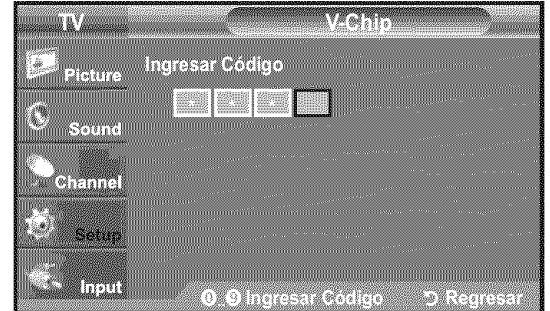 TV
V-Chip
Picture
Ingresar Código
Sound
Channel
Setup
Input
0..9 Ingresar Código
Regresar